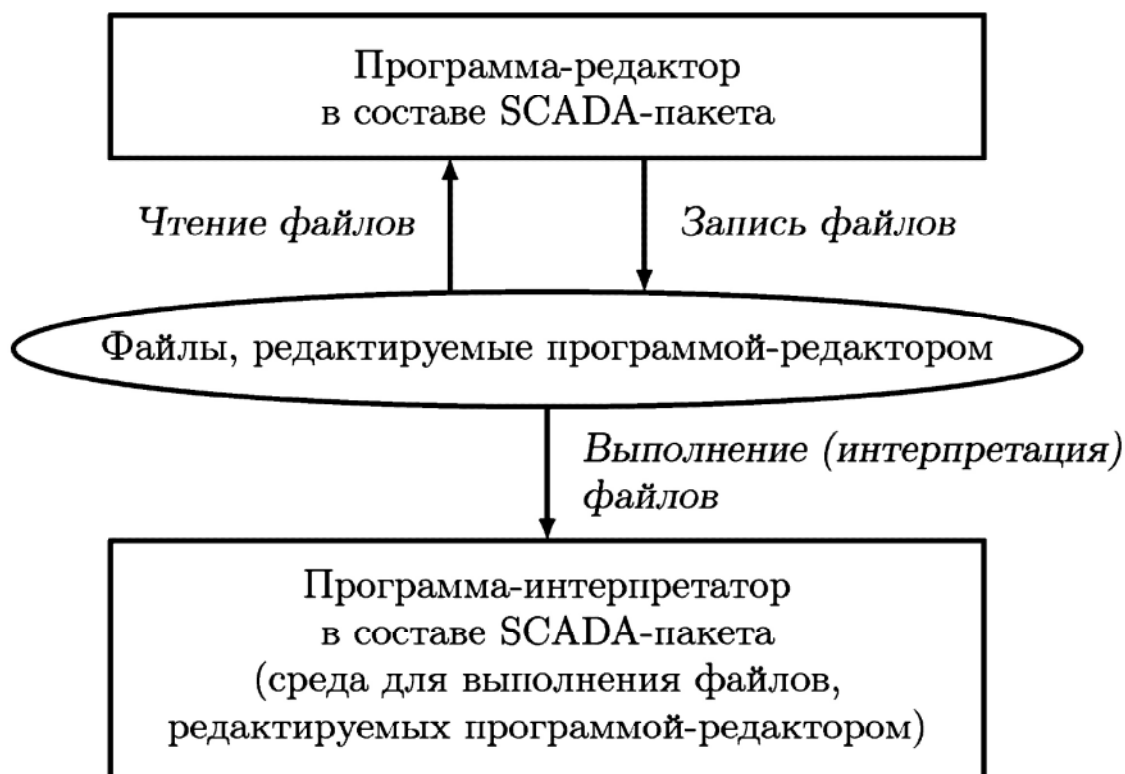 Программа-редактор
в составе SCADA-пакета
Чтение файлов
Запись файлов
Файлы, редактируемые программой-редактором
Выполнение (интерпретация)
файлов
Программа-интерпретатор
в составе SCADA-пакета
(среда для выполнения файлов,
редактируемых программой-редактором)